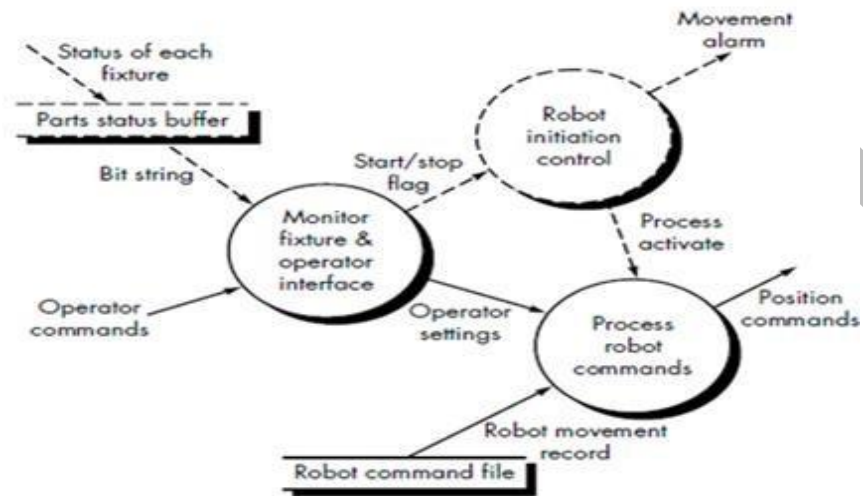 Movement
alarm
Status of each
fixture
Parts status buffer
Robot
initiation
control
Bit string
Start/stop
flag
Monitor
fixture &
operator
interface
Process
activate
Operator
commands
Operator
settings
Process
robot
commands
Position
commands
Robot movement
record
Robot command file